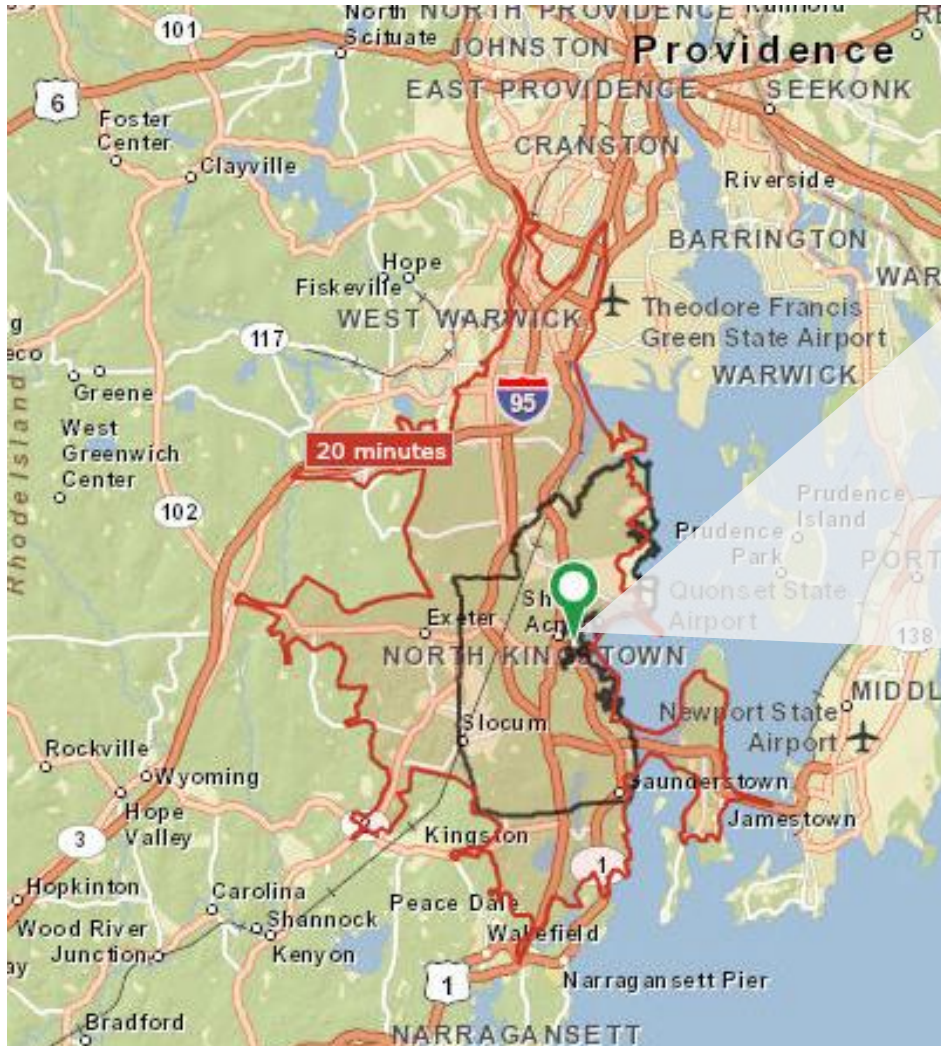 101
North
Scituate
NORTH PROVIDENCE
JOHNSTON
Providence
EAST PROVIDENCE
SEEKONK
6
Foster
Center
Clayville
CRANSTON
Riverside
BARRINGTON
Hope
Fiskeville
WEST WARWICK
Theodore Francis
Green State Airport
WARWICK
117
Greene
95
West
Greenwich
Center
20 minutes
102
Rhode Island
Prudence
Island
Prudence
Park
Exeter
Quonset State
Airport
138
NORTH KINGSTOWN
Slocum
Newport State
Airport
Rockville
Wyoming
Saunderstown
Hope
Valley
Jamestown
3
Kingston
1
Hopkinton
Carolina
Peace Dale
Wood River
Junction
Shannock
Kenyon
Wakefield
1
Narragansett Pier
Bradford
NARRAGANSETT